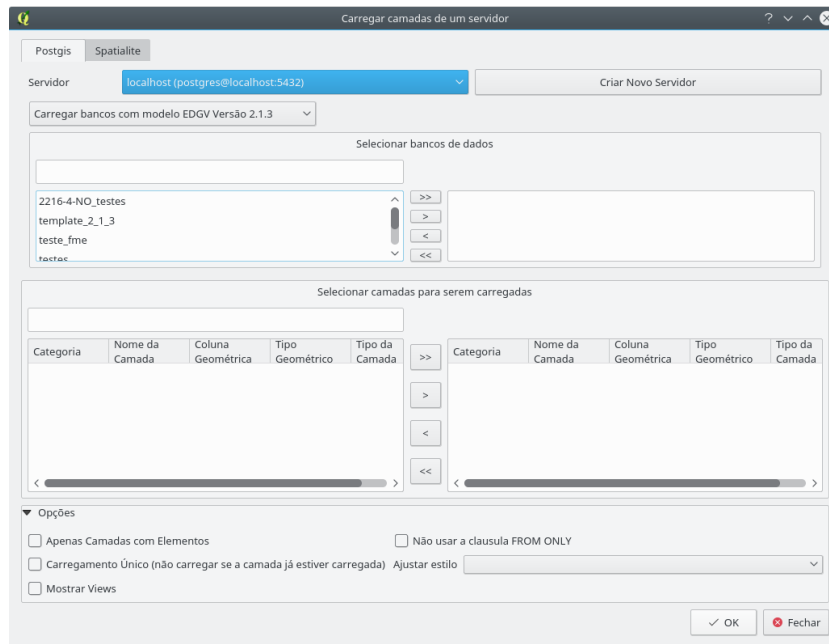 Carregar camadas de um servidor
Postgis Spatialite
Servidor localhost (postgres@localhost:5432) Criar Novo Servidor
Carregar bancos com modelo EDGV Versão 2.1.3
Selecionar bancos de dados
2216-4-NO_testes
template_2_1_3
teste_fme
testes
>>
>
<
<<
Selecionar camadas para serem carregadas
Categoria Nome da Camada Coluna Geométrica Tipo Geométrico Tipo da Camada
>>
>
<
<<
Categoria Nome da Camada Coluna Geométrica Tipo Geométrico Tipo da Camada
Opções
Apenas Camadas com Elementos Não usar a clausula FROM ONLY
Carregamento Único (não carregar se a camada já estiver carregada) Ajustar estilo
Mostrar Views
OK Fechar